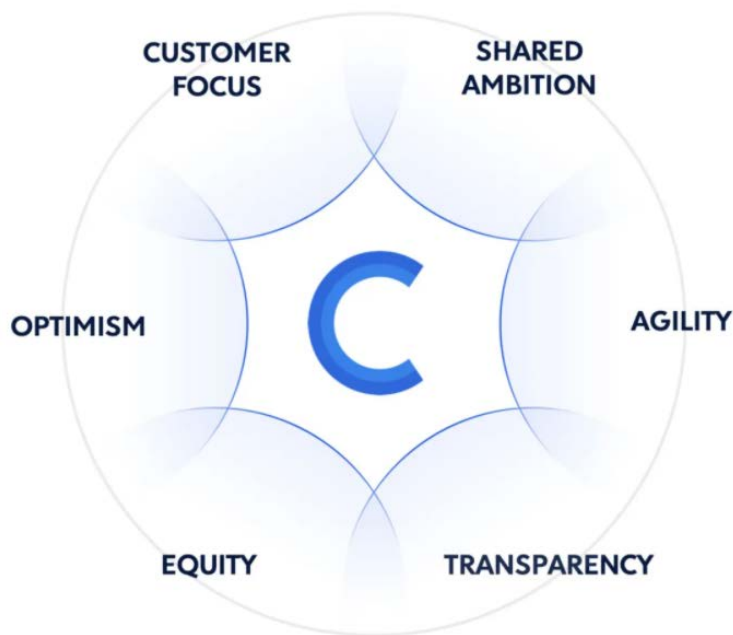 CUSTOMER
FOCUS
SHARED
AMBITION
OPTIMISM
C
AGILITY
EQUITY
TRANSPARENCY